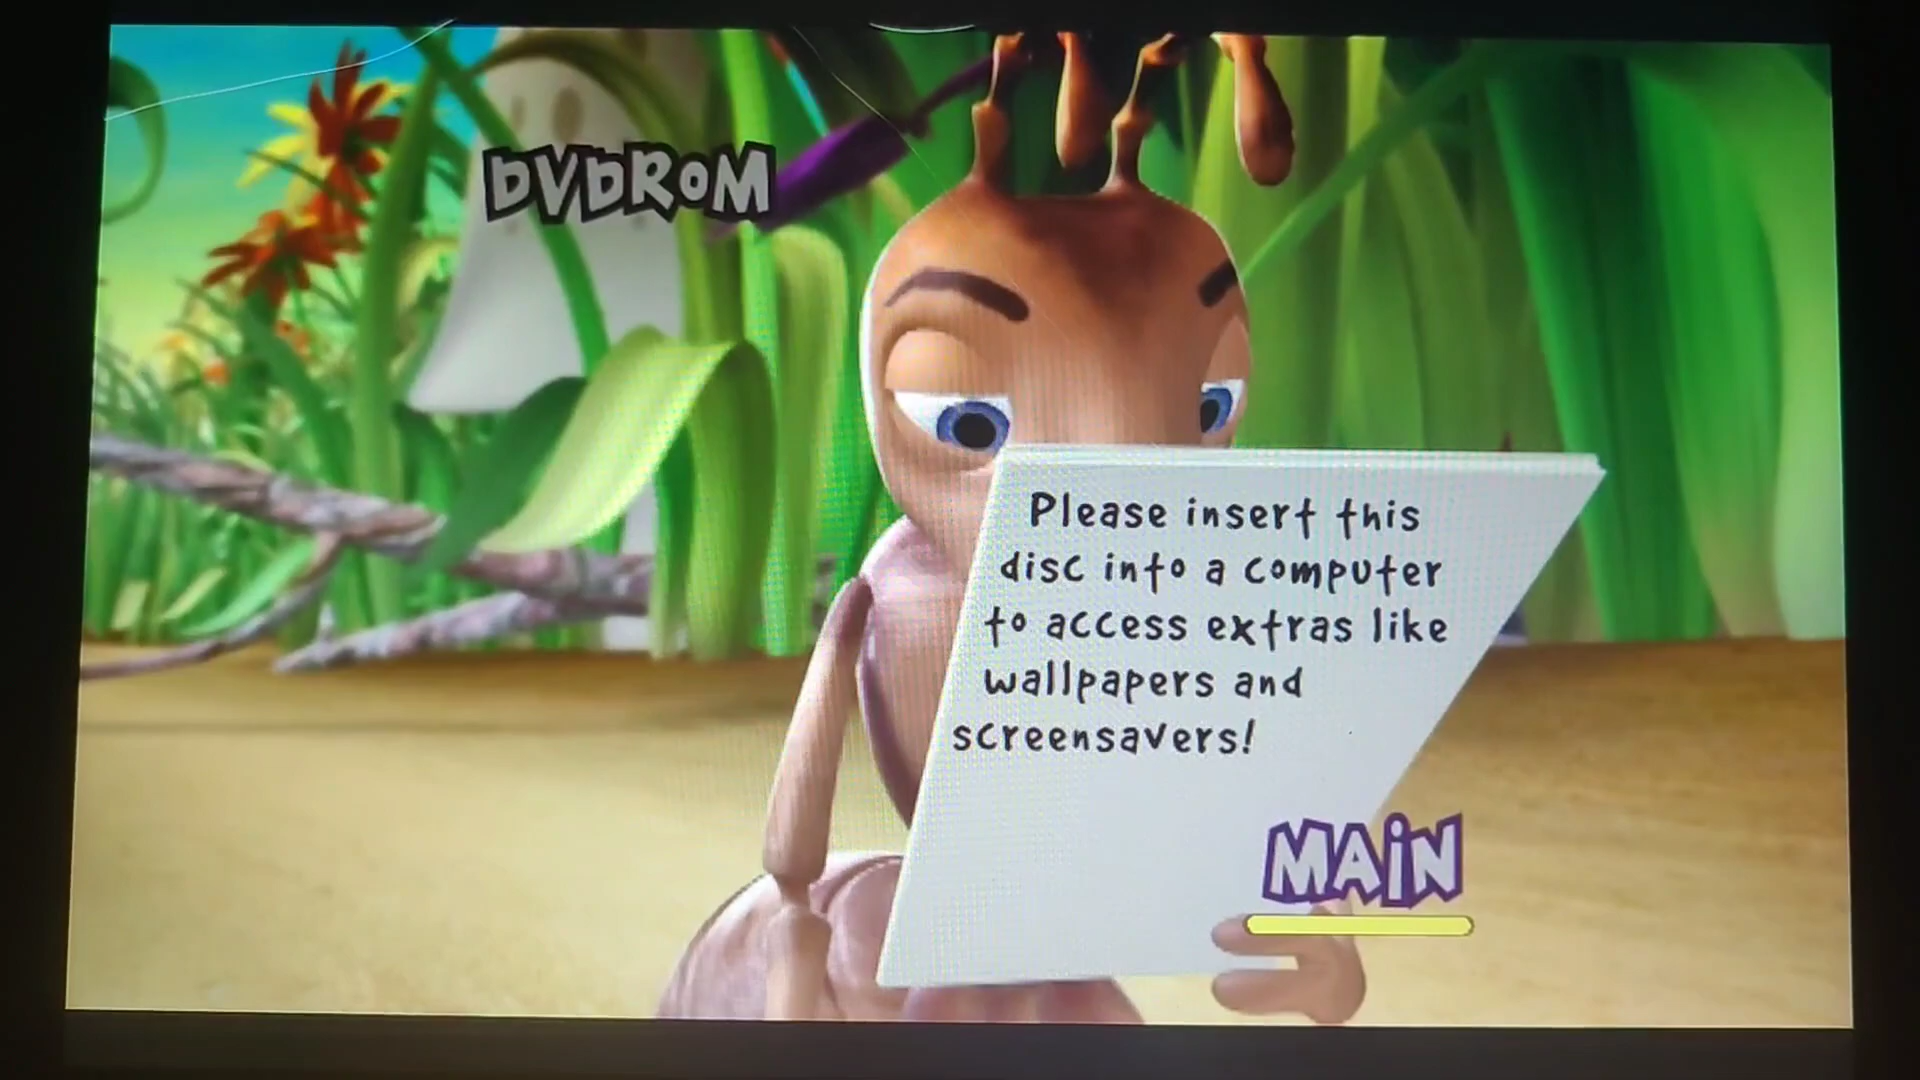 DVDROM
Please insert this
disc into a computer
to access extras like
wallpapers and
screensavers!
MAiN